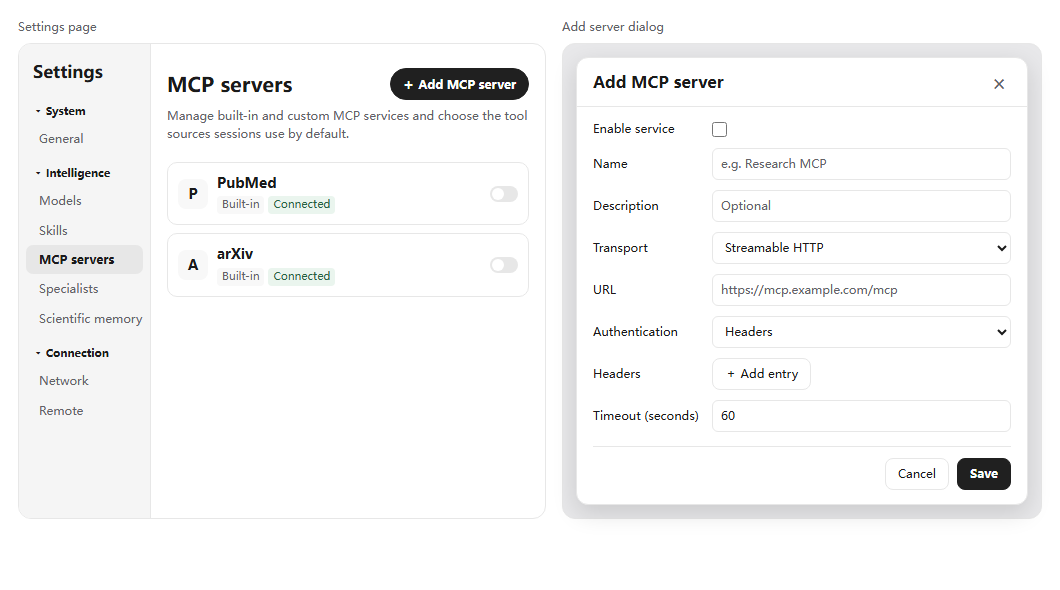 Settings page
Settings
System
General
Intelligence
Models
Skills
MCP servers
Specialists
Scientific memory
Connection
Network
Remote
MCP servers
+ Add MCP server
Manage built-in and custom MCP services and choose the tool
sources sessions use by default.
P
PubMed
Built-in Connected
A
arXiv
Built-in Connected
Add server dialog
Add MCP server
Enable service
Name
e.g. Research MCP
Description
Optional
Transport
Streamable HTTP
URL
https://mcp.example.com/mcp
Authentication
Headers
Headers
+ Add entry
Timeout (seconds)
60
Cancel
Save